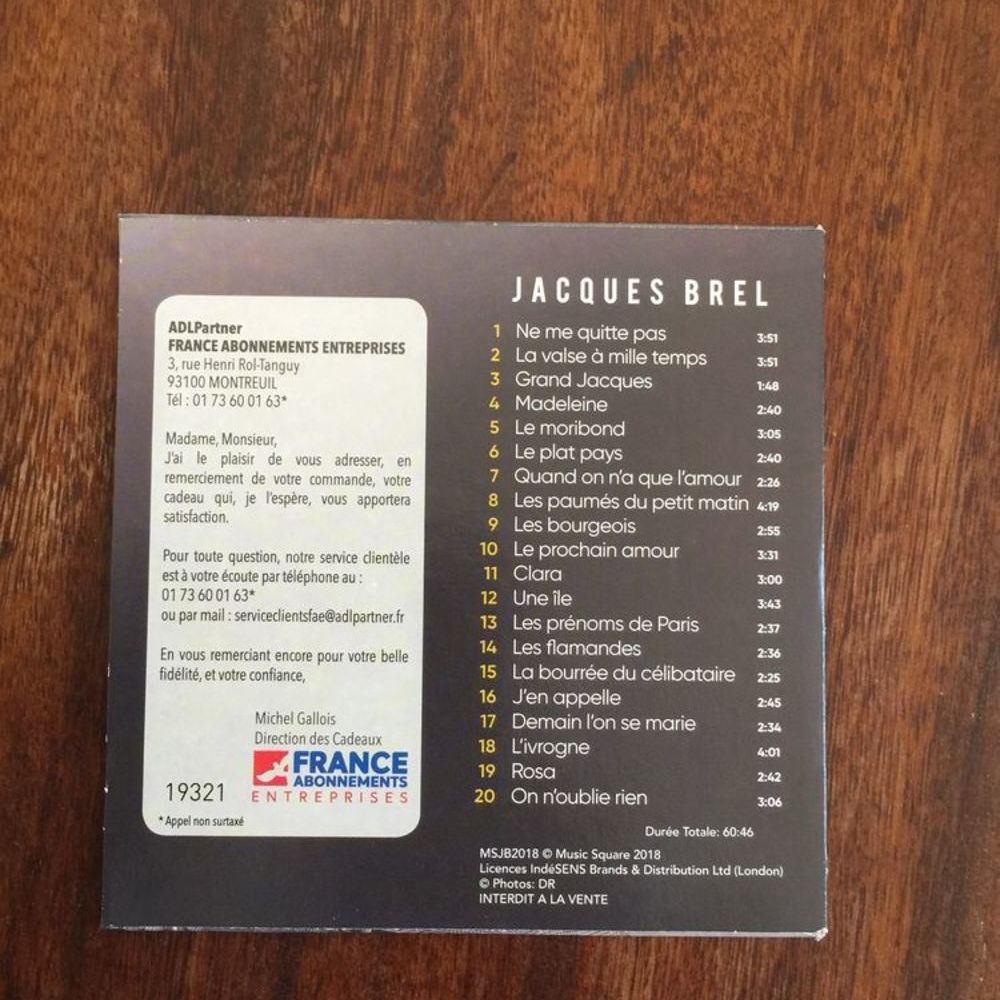 ADLPartner
FRANCE ABONNEMENTS ENTREPRISES
3, rue Henri Rol-Tanguy
93100 MONTREUIL
Tél : 01 73 60 01 63*
Madame, Monsieur,
J'ai le plaisir de vous adresser, en
remerciement de votre commande, votre
cadeau qui, je l'espère, vous apportera
satisfaction.
Pour toute question, notre service clientèle
est à votre écoute par téléphone au :
01 73 60 01 63*
ou par mail : serviceclientsfae@adlpartner.fr
En vous remerciant encore pour votre belle
fidélité, et votre confiance,
Michel Gallois
Direction des Cadeaux
FRANCE
ABONNEMENTS
ENTREPRISES
19321
* Appel non surtaxé
JACQUES BREL
1 Ne me quitte pas 3:51
2 La valse à mille temps 3:51
3 Grand Jacques 1:48
4 Madeleine 2:40
5 Le moribond 3:05
6 Le plat pays 2:40
7 Quand on n'a que l'amour 2:26
8 Les paumés du petit matin 4:19
9 Les bourgeois 2:55
10 Le prochain amour 3:31
11 Clara 3:00
12 Une île 3:43
13 Les prénoms de Paris 2:37
14 Les flamandes 2:36
15 La bourrée du célibataire 2:25
16 J'en appelle 2:45
17 Demain l'on se marie 2:34
18 L'ivrogne 4:01
19 Rosa 2:42
20 On n'oublie rien 3:06
Durée Totale: 60:46
MSJB2018 © Music Square 2018
Licences IndéSENS Brands & Distribution Ltd (London)
© Photos: DR
INTERDIT A LA VENTE